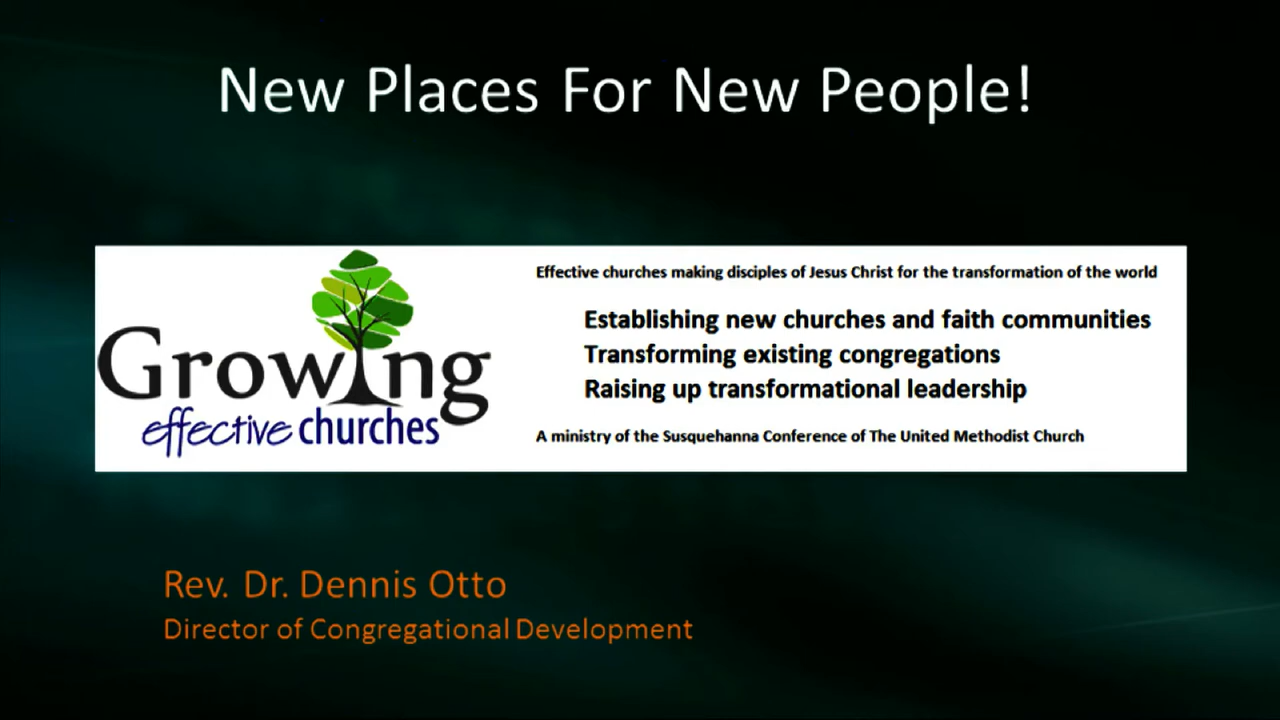 New Places For New People!
Growing
effective churches
Effective churches making disciples of Jesus Christ for the transformation of the world
Establishing new churches and faith communities
Transforming existing congregations
Raising up transformational leadership
A ministry of the Susquehanna Conference of The United Methodist Church
Rev. Dr. Dennis Otto
Director of Congregational Development